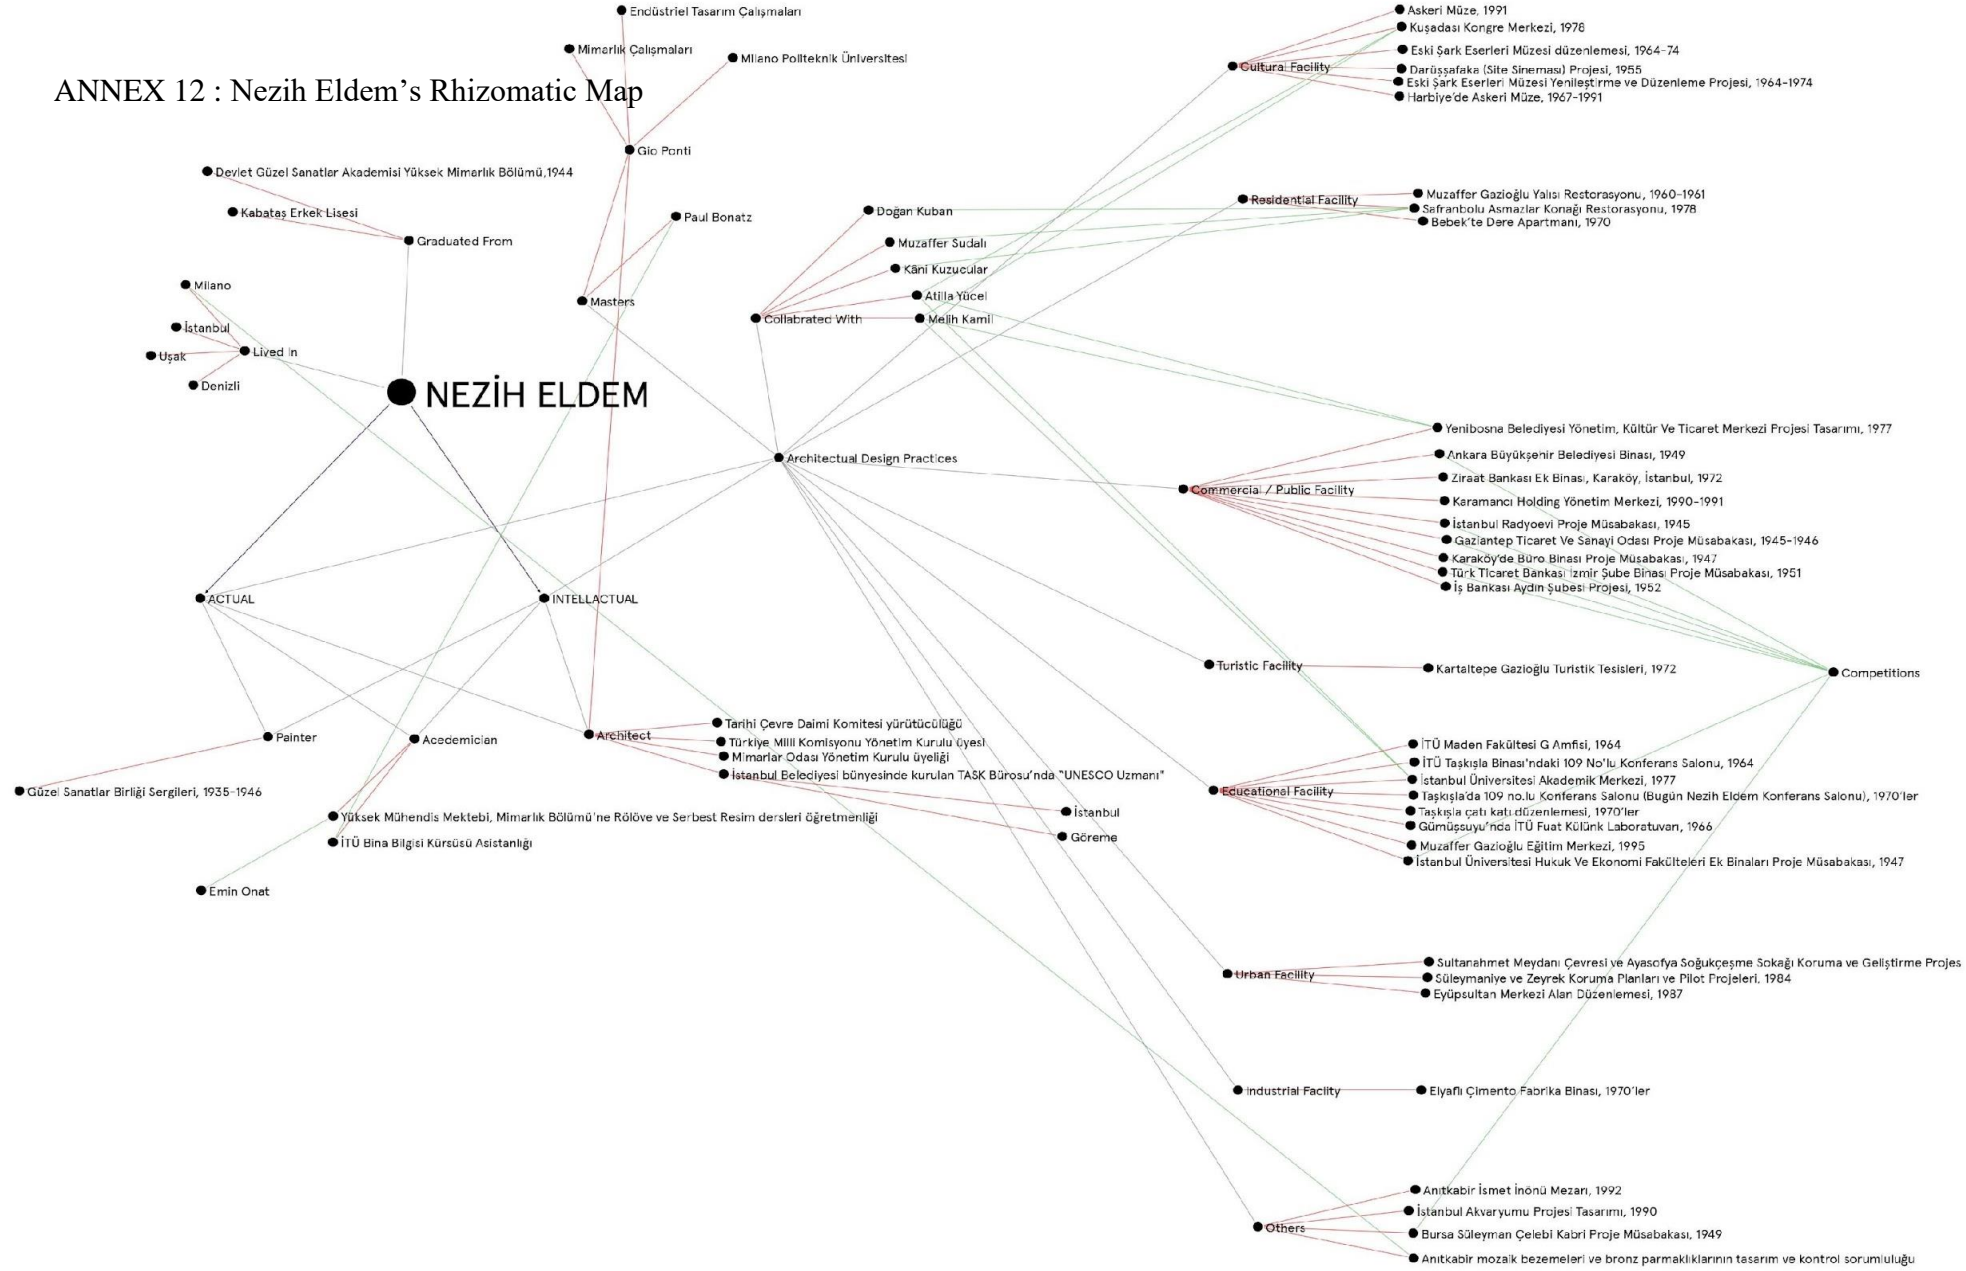 Endüstriel Tasarım Çalışmaları
Mimarlık Çalışmaları
Milano Politeknik Üniversitesi
ANNEX 12 : Nezih Eldem's Rhizomatic Map
Gio Ponti
Devlet Güzel Sanatlar Akademisi Yüksek Mimarlık Bölümü,1944
Kabataş Erkek Lisesi
Graduated From
Paul Bonatz
Milano
İstanbul
Uşak
Denizli
Lived In
Masters
NEZİH ELDEM
Doğan Kuban
Muzaffer Sudalı
Kâni Kuzucular
Atilla Yücel
Melih Kamil
Collabrated With
Architectual Design Practices
ACTUAL
INTELLACTUAL
Painter
Acedemician
Architect
Güzel Sanatlar Birliği Sergileri, 1935-1946
Yüksek Mühendis Mektebi, Mimarlık Bölümü'ne Rölöve ve Serbest Resim dersleri öğretmenliği
İTÜ Bina Bilgisi Kürsüsü Asistanlığı
Emin Onat
Tarihi Çevre Daimi Komitesi yürütücülüğü
Türkiye Milli Komisyonu Yönetim Kurulu üyesi
Mimarlar Odası Yönetim Kurulu üyeliği
İstanbul Belediyesi bünyesinde kurulan TASK Bürosu'nda "UNESCO Uzmanı"
İstanbul
Göreme
Cultural Facility
Askeri Müze, 1991
Kuşadası Kongre Merkezi, 1978
Eski Şark Eserleri Müzesi düzenlemesi, 1964-74
Darüşşafaka (Site Sineması) Projesi, 1955
Eski Şark Eserleri Müzesi Yenileştirme ve Düzenleme Projesi, 1964-1974
Harbiye'de Askeri Müze, 1967-1991
Residential Facility
Muzaffer Gazioğlu Yalısı Restorasyonu, 1960-1961
Safranbolu Asmazlar Konağı Restorasyonu, 1978
Bebek'te Dere Apartmanı, 1970
Commercial / Public Facility
Yenibosna Belediyesi Yönetim, Kültür Ve Ticaret Merkezi Projesi Tasarımı, 1977
Ankara Büyükşehir Belediyesi Binası, 1949
Ziraat Bankası Ek Binası, Karaköy, İstanbul, 1972
Karamancı Holding Yönetim Merkezi, 1990-1991
İstanbul Radyoevi Proje Müsabakası, 1945
Gaziantep Ticaret Ve Sanayi Odası Proje Müsabakası, 1945-1946
Karaköy'de Büro Binası Proje Müsabakası, 1947
Türk Ticaret Bankası İzmir Şube Binası Proje Müsabakası, 1951
İş Bankası Aydın Şubesi Projesi, 1952
Turistic Facility
Kartaltepe Gazioğlu Turistik Tesisleri, 1972
Competitions
Educational Facility
İTÜ Maden Fakültesi G Amfisi, 1964
İTÜ Taşkışla Binası'ndaki 109 No'lu Konferans Salonu, 1964
İstanbul Üniversitesi Akademik Merkezi, 1977
Taşkışla'da 109 no.lu Konferans Salonu (Bugün Nezih Eldem Konferans Salonu), 1970'ler
Taşkışla çatı katı düzenlemesi, 1970'ler
Gümüşsuyu'nda İTÜ Fuat Külünk Laboratuvarı, 1966
Muzaffer Gazioğlu Eğitim Merkezi, 1995
İstanbul Üniversitesi Hukuk Ve Ekonomi Fakülteleri Ek Binaları Proje Müsabakası, 1947
Urban Facility
Sultanahmet Meydanı Çevresi ve Ayasofya Soğukçeşme Sokağı Koruma ve Geliştirme Projes
Süleymaniye ve Zeyrek Koruma Planları ve Pilot Projeleri, 1984
Eyüpsultan Merkezi Alan Düzenlemesi, 1987
Industrial Faclity
Elyaflı Çimento Fabrika Binası, 1970'ler
Others
Anıtkabir İsmet İnönü Mezarı, 1992
İstanbul Akvaryumu Projesi Tasarımı, 1990
Bursa Süleyman Çelebi Kabri Proje Müsabakası, 1949
Anıtkabir mozaik bezemeleri ve bronz parmaklıklarının tasarım ve kontrol sorumluluğu